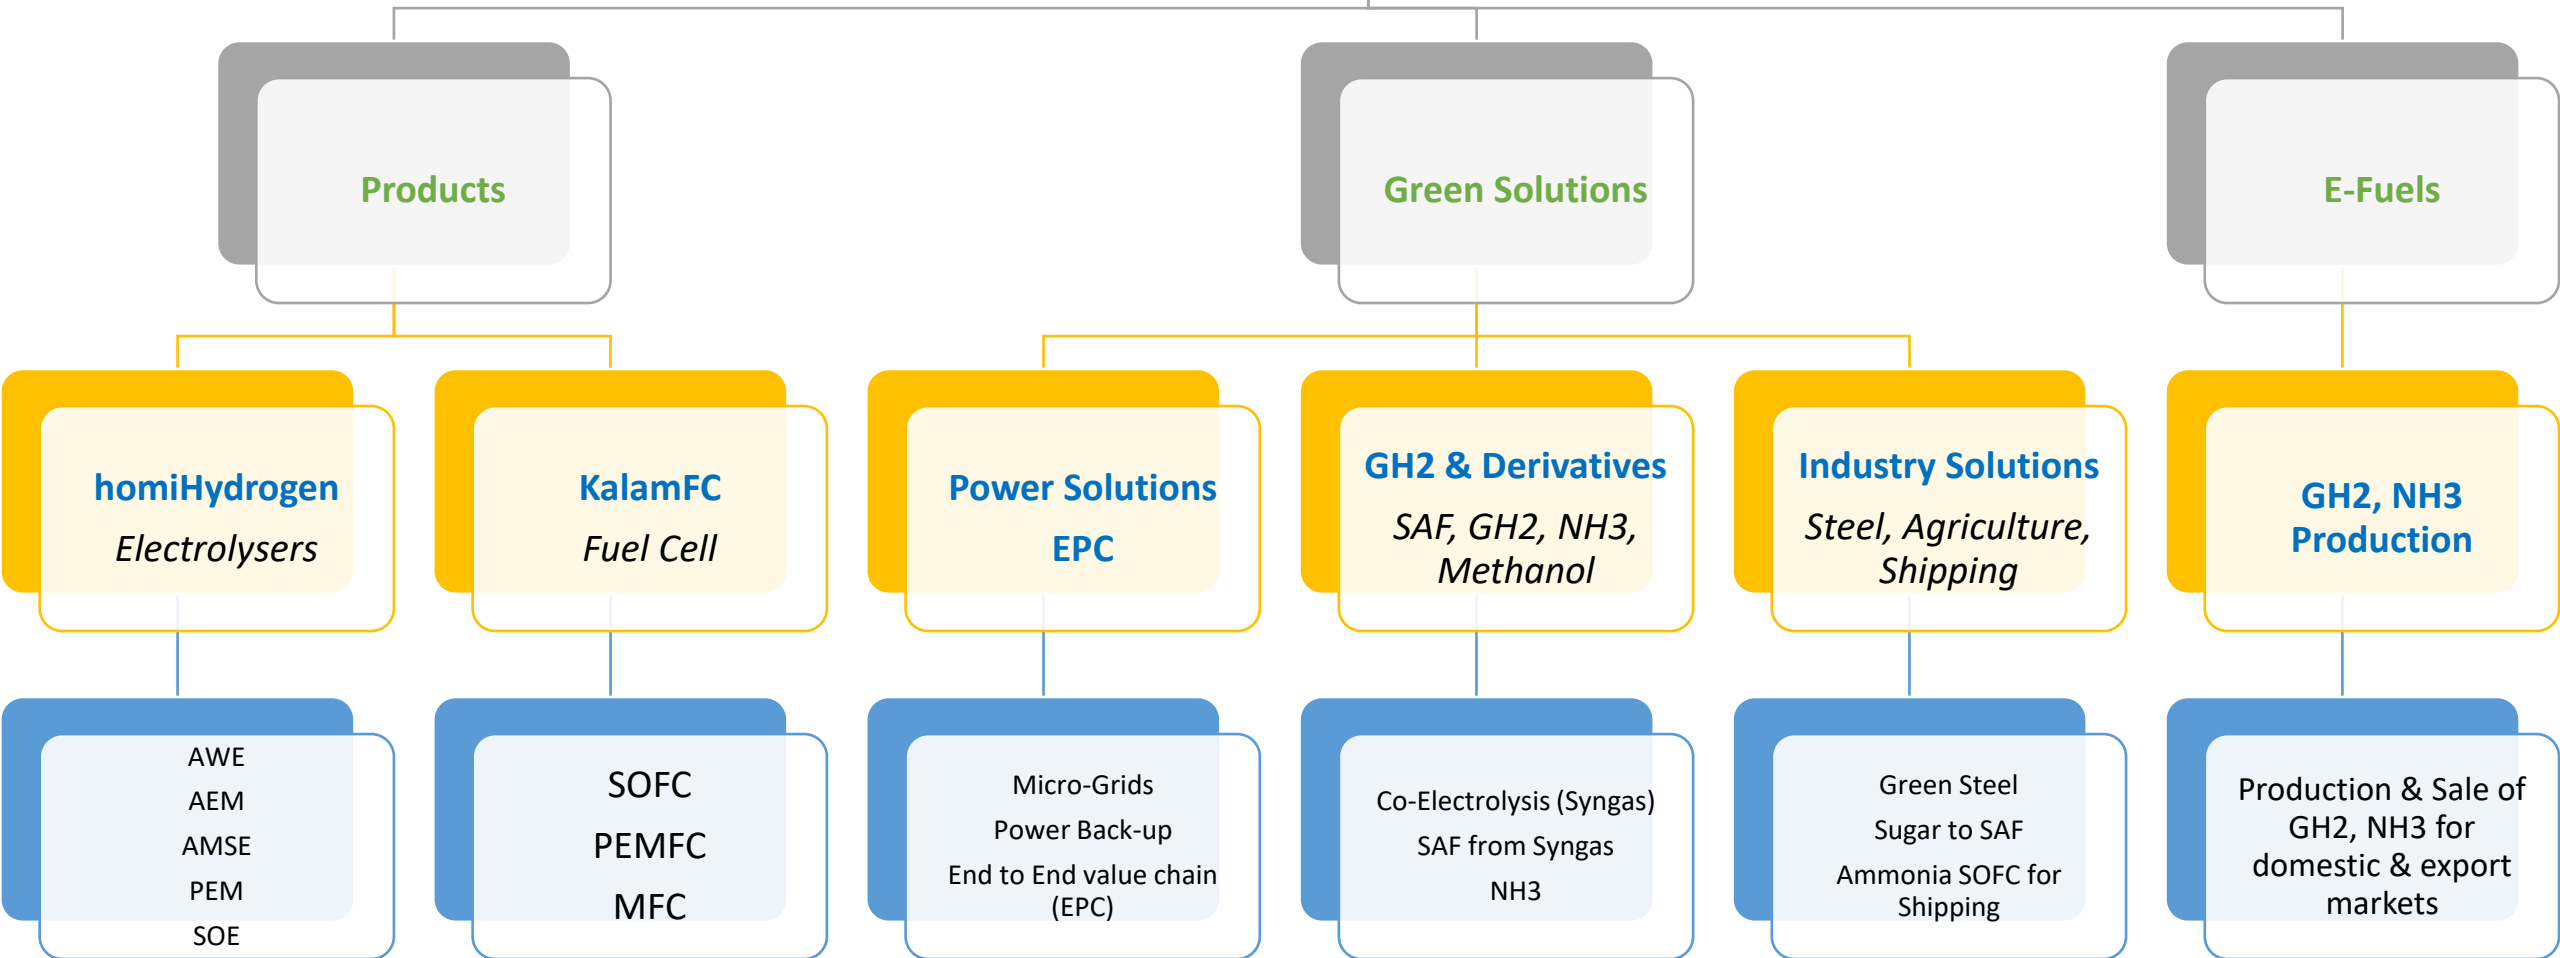 Products
Green Solutions
E-Fuels
homiHydrogen
Electrolysers
KalamFC
Fuel Cell
Power Solutions
EPC
GH2 & Derivatives
SAF, GH2, NH3,
Methanol
Industry Solutions
Steel, Agriculture,
Shipping
GH2, NH3
Production
AWE
AEM
AMSE
PEM
SOE
SOFC
PEMFC
MFC
Micro-Grids
Power Back-up
End to End value chain
(EPC)
Co-Electrolysis (Syngas)
SAF from Syngas
NH3
Green Steel
Sugar to SAF
Ammonia SOFC for
Shipping
Production & Sale of
GH2, NH3 for
domestic & export
markets